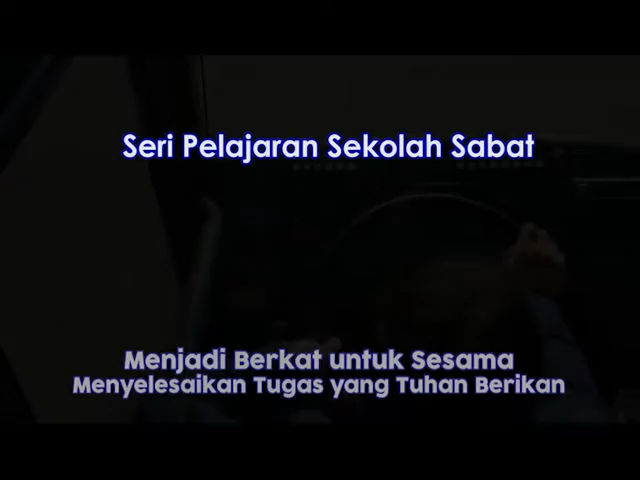 Seri Pelajaran Sekolah Sabat
Menjadi Berkat untuk Sesama
Menyelesaikan Tugas yang Tuhan Berikan